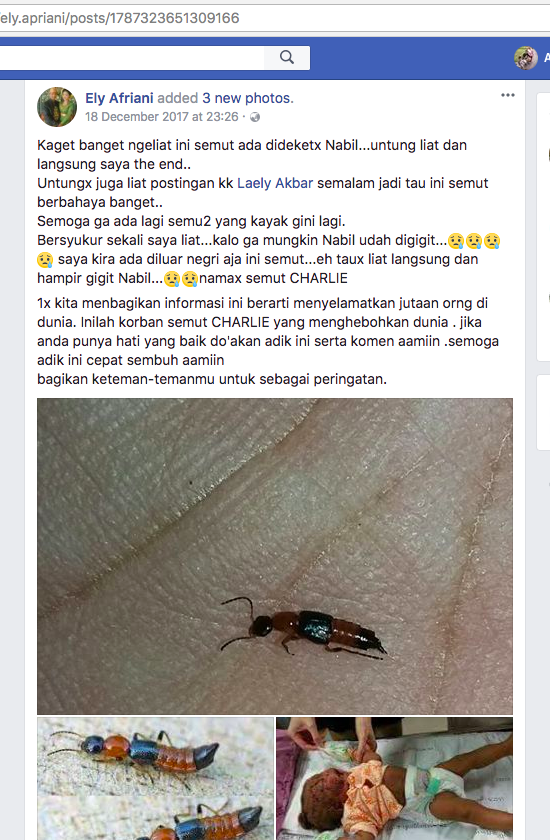 ely.apriani/posts/1787323651309166
Ely Afriani added 3 new photos.
18 December 2017 at 23:26 ·
Kaget banget ngeliat ini semut ada dideketx Nabil...untung liat dan
langsung saya the end..
Untungx juga liat postingan kk Laely Akbar semalam jadi tau ini semut
berbahaya banget..
Semoga ga ada lagi semu2 yang kayak gini lagi.
Bersyukur sekali saya liat...kalo ga mungkin Nabil udah digigit...😢😢😢
😢 saya kira ada diluar negri aja ini semut...eh taux liat langsung dan
hampir gigit Nabil...😢😢namax semut CHARLIE
1x kita menbagikan informasi ini berarti menyelamatkan jutaan orng di
dunia. Inilah korban semut CHARLIE yang menghebohkan dunia . jika
anda punya hati yang baik do'akan adik ini serta komen aamiin .semoga
adik ini cepat sembuh aamiin
bagikan keteman-temanmu untuk sebagai peringatan.